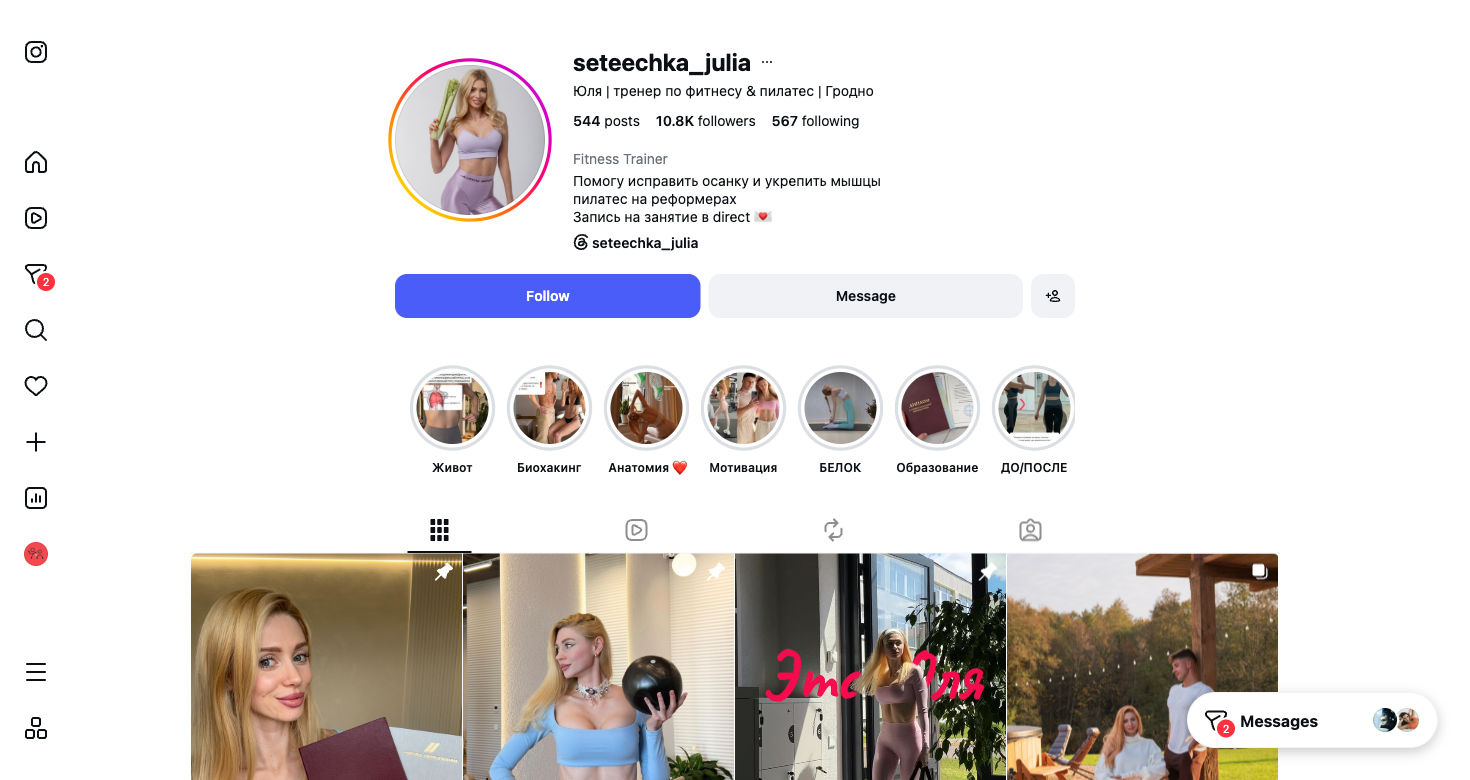 seteechka_julia ...
Юля | тренер по фитнесу & пилатес | Гродно
544 posts 10.8K followers 567 following
Fitness Trainer
Помогу исправить осанку и укрепить мышцы
пилатес на реформерах
Запись на занятие в direct 💌
seteechka_julia
Follow Message
2
Живот Биохакинг Анатомия ❤️ Мотивация БЕЛОК Образование ДО/ПОСЛЕ
2 Messages